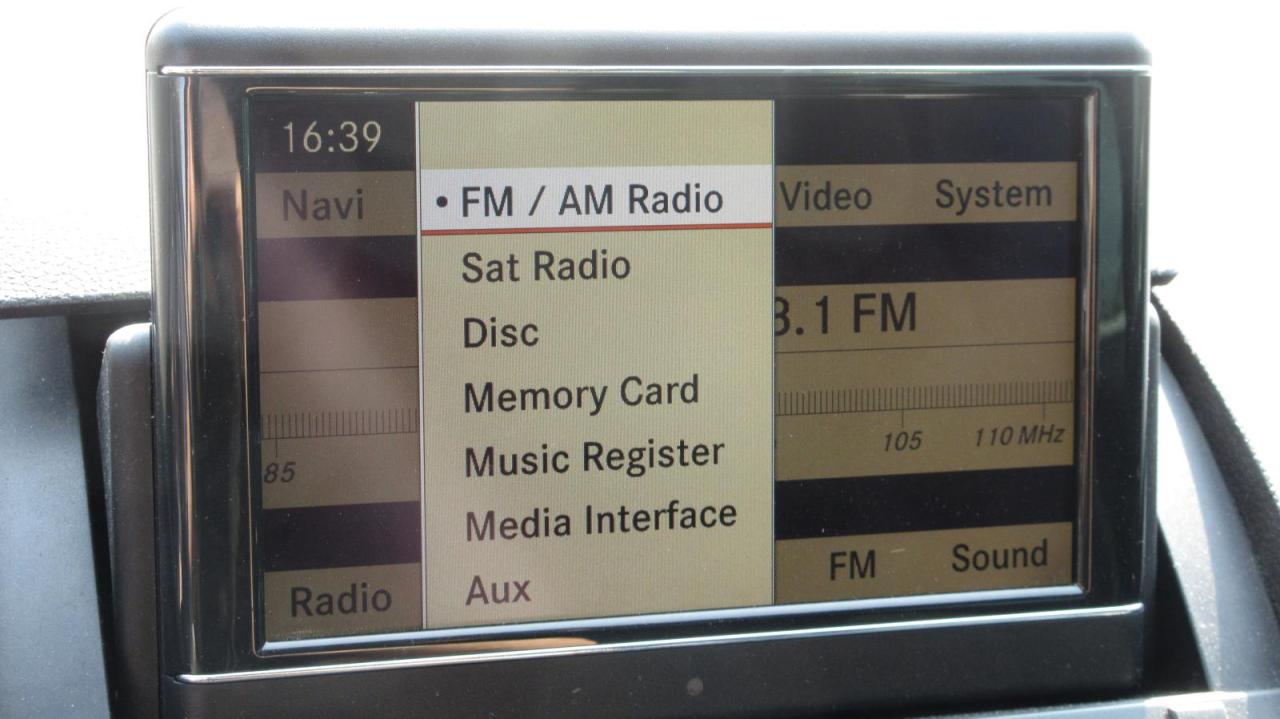 16:39
Navi
• FM / AM Radio
Video
System
Sat Radio
Disc
Memory Card
Music Register
Media Interface
Aux
3.1 FM
85
105
110 MHz
Radio
FM
Sound